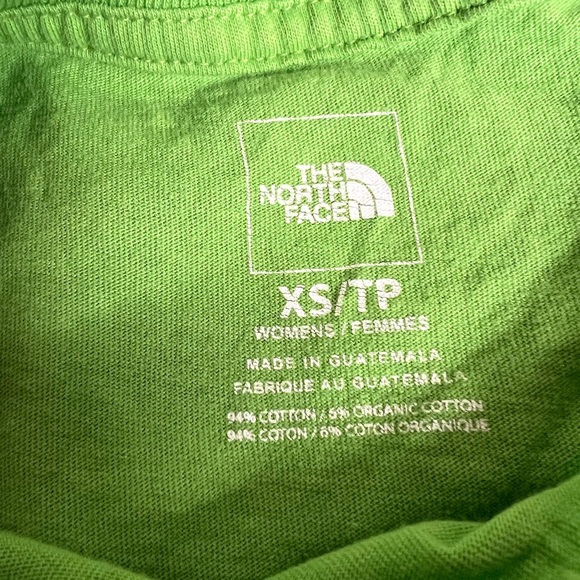 THE
NORTH
FACE
XS/TP
WOMENS / FEMMES
MADE IN GUATEMALA
FABRIQUE AU GUATEMALA
94% COTTON / 6% ORGANIC COTTON
94% COTON / 6% COTON ORGANIQUE